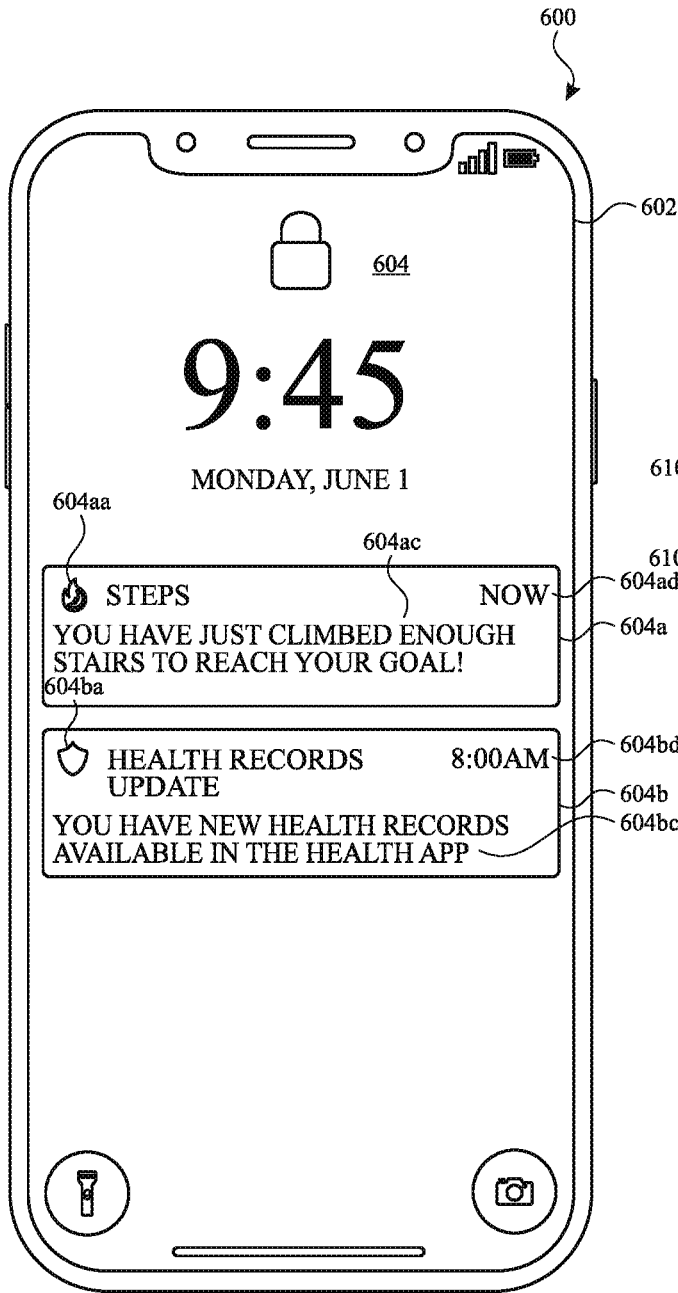 600
602
604
9:45
MONDAY, JUNE 1
616
604aa
604ac
610
604ad
STEPS NOW
604a
YOU HAVE JUST CLIMBED ENOUGH
STAIRS TO REACH YOUR GOAL!
604ba
604bd
HEALTH RECORDS 8:00AM
UPDATE
604b
YOU HAVE NEW HEALTH RECORDS
604bc
AVAILABLE IN THE HEALTH APP